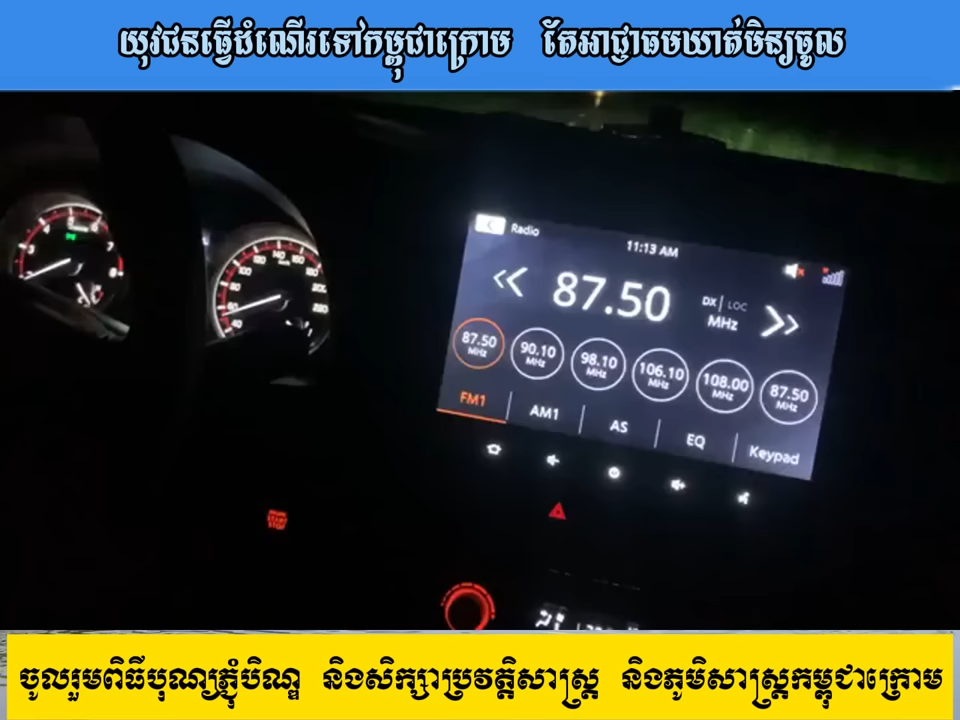 យុវជនធ្វើដំណើរទៅកម្ពុជាក្រោម តែអាជ្ញាធរមឃាត់មិនឲ្យចូល
Radio
11:13 AM
87.50
DX | LOC
MHz
87.50 MHz
90.10 MHz
98.10 MHz
106.10 MHz
108.00 MHz
87.50 MHz
FM1
AM1
AS
EQ
Keypad
START STOP
ចូលរួមពិធីបុណ្យភ្ជុំបិណ្ឌ និងសិក្សាប្រវត្តិសាស្ត្រ និងភូមិសាស្ត្រកម្ពុជាក្រោម